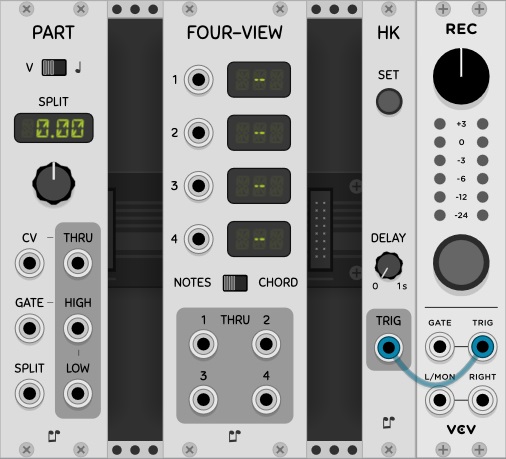 PART
V
SPLIT
0.00
CV
THRU
GATE
HIGH
SPLIT
LOW
FOUR-VIEW
1
--
2
--
3
--
4
--
NOTES
CHORD
1 THRU 2
3
4
HK
SET
DELAY
0 1s
TRIG
REC
+3
0
-3
-6
-12
-24
GATE
TRIG
L/MON
RIGHT
VCV